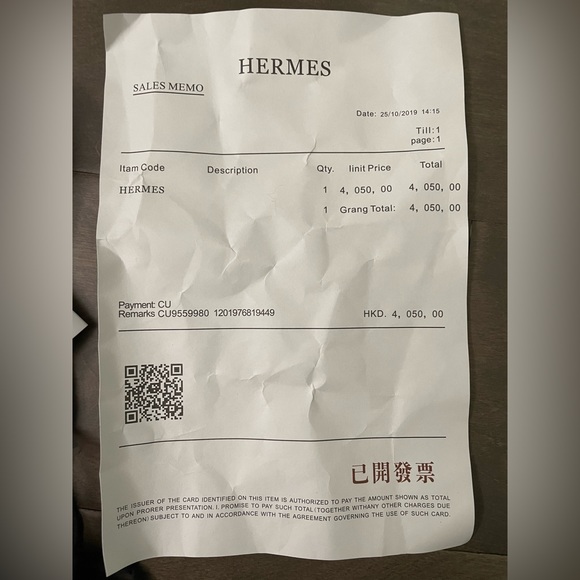 HERMES
SALES MEMO
Date: 25/10/2019 14:15
Till:1
page:1
Itam Code Description Qty. Iinit Price Total
HERMES 1 4, 050, 00 4, 050, 00
1 Grang Total: 4, 050, 00
Payment: CU
Remarks CU9559980 1201976819449 HKD. 4, 050, 00
已開發票
THE ISSUER OF THE CARD IDENTIFIED ON THIS ITEM IS AUTHORIZED TO PAY THE AMOUNT SHOWN AS TOTAL
UPON PRORER PRESENTATION. I. PROMISE TO PAY SUCH TOTAL(TOGETHER WITHANY OTHER CHARGES DUE
THEREON) SUBJECT TO AND IN ACCORDANCE WITH THE AGREEMENT GOVERNING THE USE OF SUCH CARD.